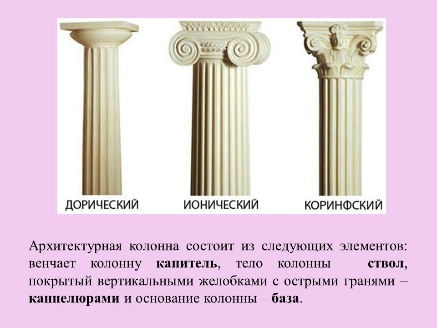 ДОРИЧЕСКИЙ ИОНИЧЕСКИЙ КОРИНФСКИЙ
Архитектурная колонна состоит из следующих элементов:
венчает колонну капитель, тело колонны ствол,
покрытый вертикальными желобками с острыми гранями –
каннелюрами и основание колонны – база.